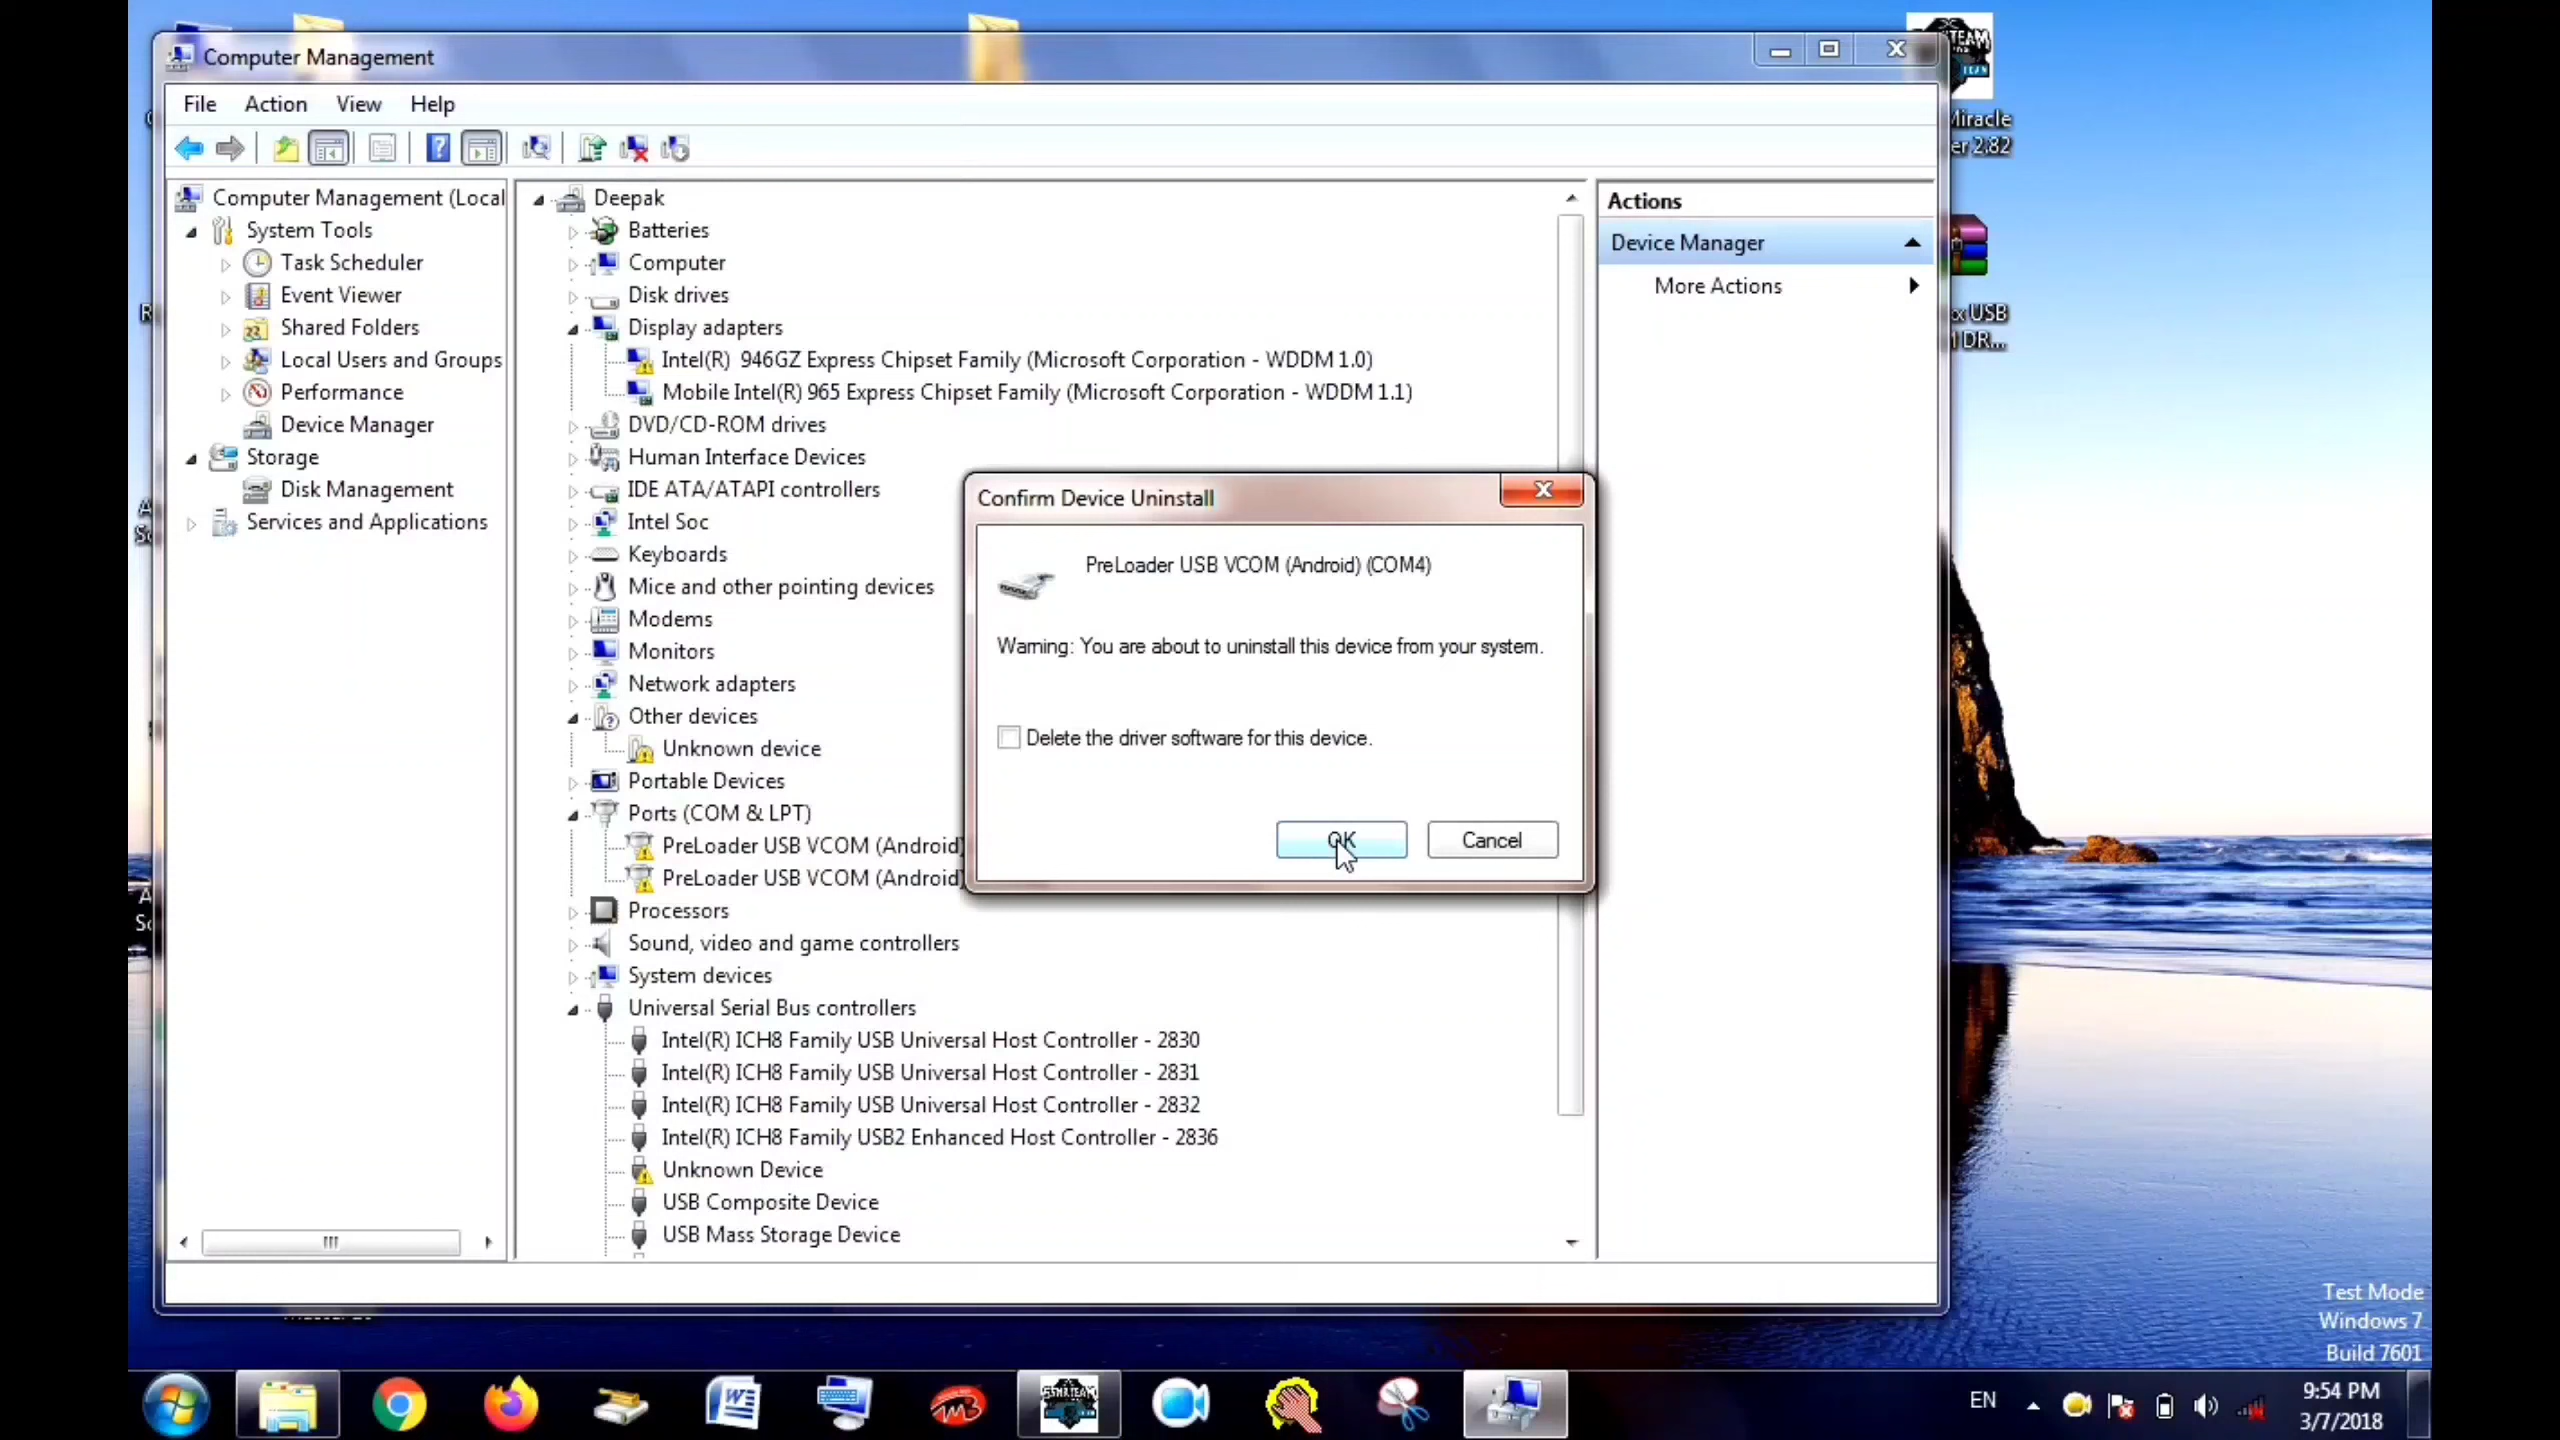 Computer Management
File Action View Help
Computer Management (Local
System Tools
Task Scheduler
Event Viewer
Shared Folders
Local Users and Groups
Performance
Device Manager
Storage
Disk Management
Services and Applications
Deepak
Batteries
Computer
Disk drives
Display adapters
Intel(R) 946GZ Express Chipset Family (Microsoft Corporation - WDDM 1.0)
Mobile Intel(R) 965 Express Chipset Family (Microsoft Corporation - WDDM 1.1)
DVD/CD-ROM drives
Human Interface Devices
IDE ATA/ATAPI controllers
Intel Soc
Keyboards
Mice and other pointing devices
Modems
Monitors
Network adapters
Other devices
Unknown device
Portable Devices
Ports (COM & LPT)
PreLoader USB VCOM (Android)
PreLoader USB VCOM (Android)
Processors
Sound, video and game controllers
System devices
Universal Serial Bus controllers
Intel(R) ICH8 Family USB Universal Host Controller - 2830
Intel(R) ICH8 Family USB Universal Host Controller - 2831
Intel(R) ICH8 Family USB Universal Host Controller - 2832
Intel(R) ICH8 Family USB2 Enhanced Host Controller - 2836
Unknown Device
USB Composite Device
USB Mass Storage Device
Actions
Device Manager
More Actions
Confirm Device Uninstall
PreLoader USB VCOM (Android) (COM4)
Warning: You are about to uninstall this device from your system.
Delete the driver software for this device.
OK Cancel
Miracle
er 2.82
USB
DR...
Test Mode
Windows 7
Build 7601
EN
9:54 PM
3/7/2018